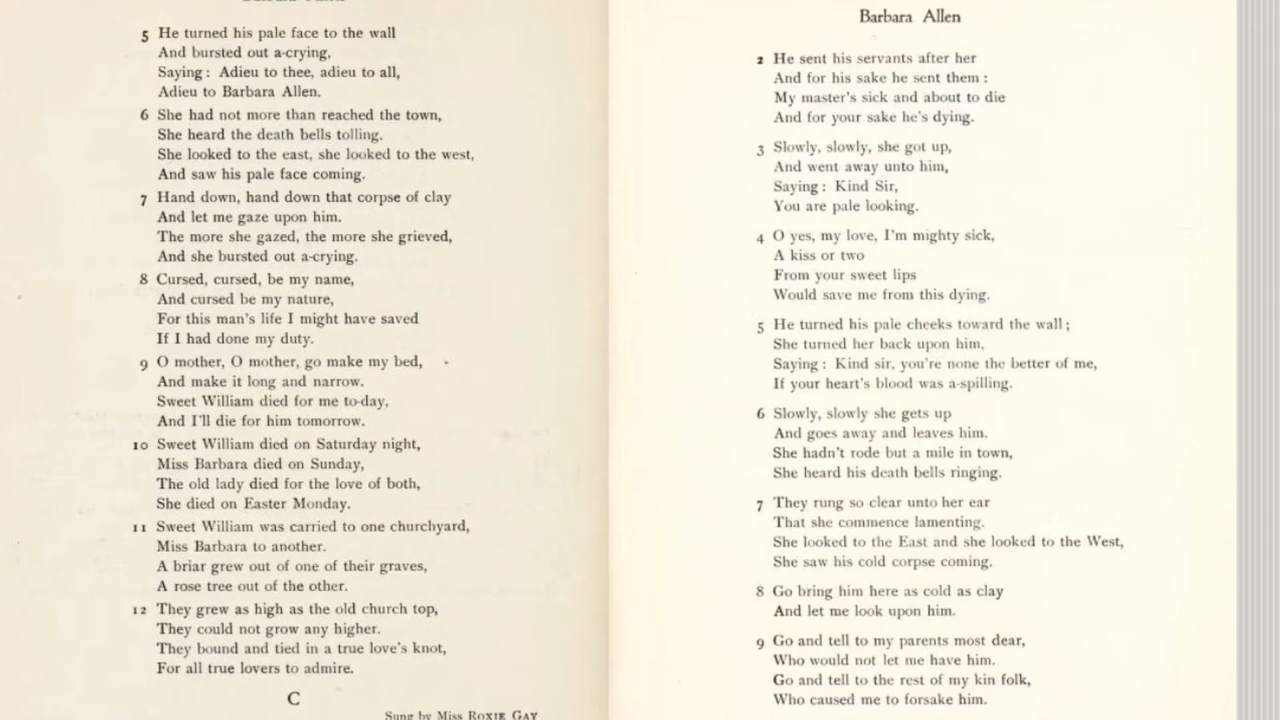 5 He turned his pale face to the wall
And bursted out a-crying,
Saying : Adieu to thee, adieu to all,
Adieu to Barbara Allen.
6 She had not more than reached the town,
She heard the death bells tolling.
She looked to the east, she looked to the west,
And saw his pale face coming.
7 Hand down, hand down that corpse of clay
And let me gaze upon him.
The more she gazed, the more she grieved,
And she bursted out a-crying.
8 Cursed, cursed, be my name,
And cursed be my nature,
For this man's life I might have saved
If I had done my duty.
9 O mother, O mother, go make my bed,
And make it long and narrow.
Sweet William died for me to-day,
And I'll die for him tomorrow.
10 Sweet William died on Saturday night,
Miss Barbara died on Sunday,
The old lady died for the love of both,
She died on Easter Monday.
11 Sweet William was carried to one churchyard,
Miss Barbara to another.
A briar grew out of one of their graves,
A rose tree out of the other.
12 They grew as high as the old church top,
They could not grow any higher.
They bound and tied in a true love's knot,
For all true lovers to admire.
C
Sung by Miss ROXIE GAY
Barbara Allen
2 He sent his servants after her
And for his sake he sent them :
My master's sick and about to die
And for your sake he's dying.
3 Slowly, slowly, she got up,
And went away unto him,
Saying : Kind Sir,
You are pale looking.
4 O yes, my love, I'm mighty sick,
A kiss or two
From your sweet lips
Would save me from this dying.
5 He turned his pale cheeks toward the wall ;
She turned her back upon him,
Saying : Kind sir, you're none the better of me,
If your heart's blood was a-spilling.
6 Slowly, slowly she gets up
And goes away and leaves him.
She hadn't rode but a mile in town,
She heard his death bells ringing.
7 They rung so clear unto her ear
That she commence lamenting.
She looked to the East and she looked to the West,
She saw his cold corpse coming.
8 Go bring him here as cold as clay
And let me look upon him.
9 Go and tell to my parents most dear,
Who would not let me have him.
Go and tell to the rest of my kin folk,
Who caused me to forsake him.